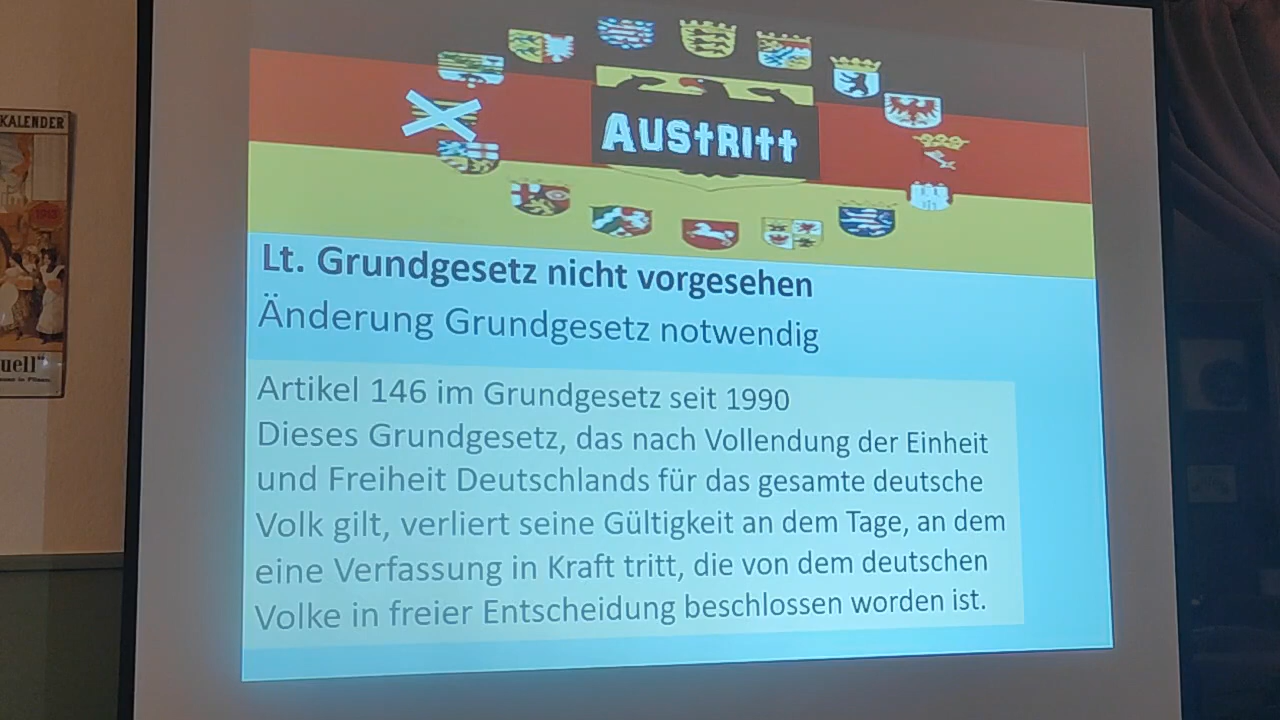 KALENDER
AUStRItt
Lt. Grundgesetz nicht vorgesehen
Änderung Grundgesetz notwendig
Artikel 146 im Grundgesetz seit 1990
Dieses Grundgesetz, das nach Vollendung der Einheit
und Freiheit Deutschlands für das gesamte deutsche
Volk gilt, verliert seine Gültigkeit an dem Tage, an dem
eine Verfassung in Kraft tritt, die von dem deutschen
Volke in freier Entscheidung beschlossen worden ist.
uell"